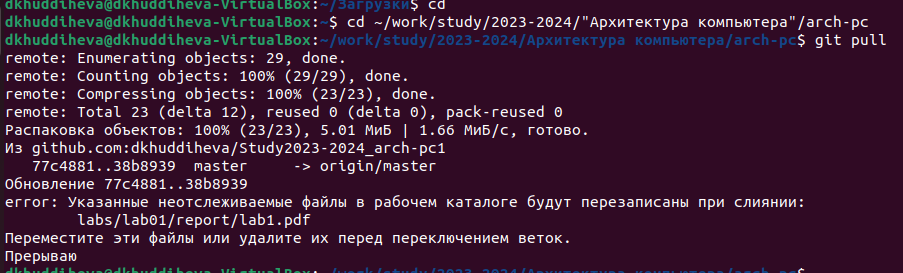 dkhuddiheva@dkhuddiheva-VirtualBox:~/Загрузки$ cd
dkhuddiheva@dkhuddiheva-VirtualBox:~$ cd ~/work/study/2023-2024/"Архитектура компьютера"/arch-pc
dkhuddiheva@dkhuddiheva-VirtualBox:~/work/study/2023-2024/Архитектура компьютера/arch-pc$ git pull
remote: Enumerating objects: 29, done.
remote: Counting objects: 100% (29/29), done.
remote: Compressing objects: 100% (23/23), done.
remote: Total 23 (delta 12), reused 0 (delta 0), pack-reused 0
Распаковка объектов: 100% (23/23), 5.01 МиБ | 1.66 МиБ/с, готово.
Из github.com:dkhuddiheva/Study2023-2024_arch-pc1
   77c4881..38b8939  master     -> origin/master
Обновление 77c4881..38b8939
error: Указанные неотслеживаемые файлы в рабочем каталоге будут перезаписаны при слиянии:
        labs/lab01/report/lab1.pdf
Переместите эти файлы или удалите их перед переключением веток.
Прерываю
dkhuddiheva@dkhuddiheva-VirtualBox:~/work/study/2023-2024/Архитектура компьютера/arch-pc$